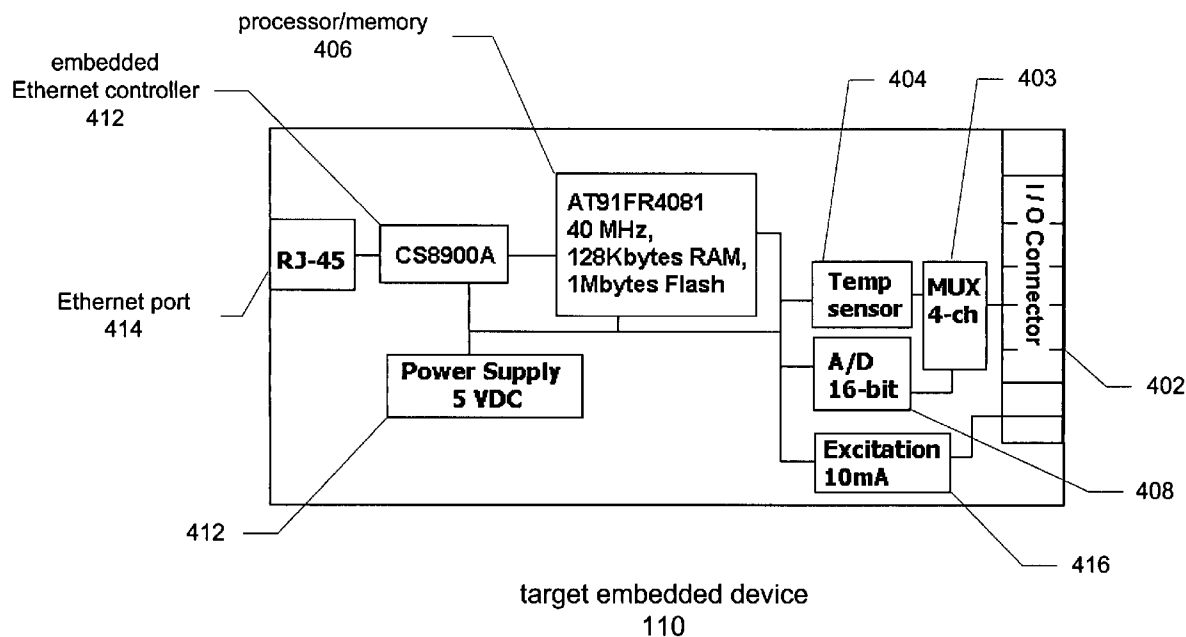 processor/memory
406
embedded
Ethernet controller
412
404
403
AT91FR4081
40 MHz,
128Kbytes RAM,
1Mbytes Flash
I/O Connector
RJ-45
CS8900A
Temp
sensor
MUX
4-ch
Ethernet port
414
Power Supply
5 VDC
A/D
16-bit
402
Excitation
10mA
408
412
416
target embedded device
110